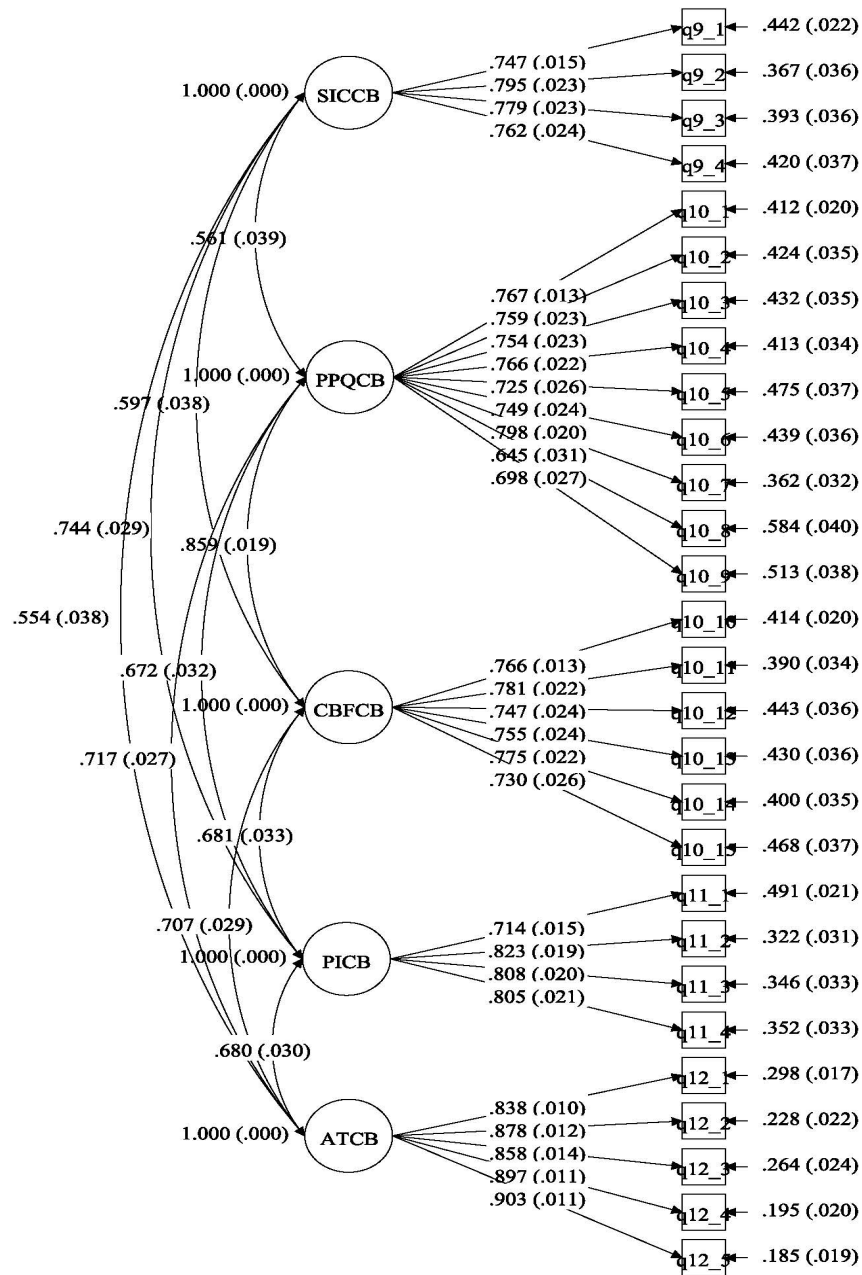 q9_1 .442 (.022)
.747 (.015)
.795 (.023)
q9_2 .367 (.036)
1.000 (.000) SICCB
.779 (.023)
q9_3 .393 (.036)
.762 (.024)
q9_4 .420 (.037)
q10_1 .412 (.020)
.561 (.039)
q10_2 .424 (.035)
.767 (.013)
q10_3 .432 (.035)
.759 (.023)
.754 (.023)
q10_4 .413 (.034)
.766 (.022)
1.000 (.000) PPQCB
.725 (.026)
q10_5 .475 (.037)
.597 (.038)
.749 (.024)
q10_6 .439 (.036)
.798 (.020)
.645 (.031)
q10_7 .362 (.032)
.698 (.027)
.744 (.029)
q10_8 .584 (.040)
.859 (.019)
q10_9 .513 (.038)
.554 (.038)
q10_10 .414 (.020)
.766 (.013)
q10_11 .390 (.034)
.672 (.032)
.781 (.022)
1.000 (.000) CBFCB
.747 (.024)
q10_12 .443 (.036)
.755 (.024)
q10_13 .430 (.036)
.717 (.027)
.775 (.022)
.730 (.026)
q10_14 .400 (.035)
.681 (.033)
q10_15 .468 (.037)
q11_1 .491 (.021)
.707 (.029)
.714 (.015)
.823 (.019)
q11_2 .322 (.031)
1.000 (.000) PICB
.808 (.020)
q11_3 .346 (.033)
.805 (.021)
q11_4 .352 (.033)
.680 (.030)
q12_1 .298 (.017)
.838 (.010)
q12_2 .228 (.022)
.878 (.012)
1.000 (.000) ATCB
.858 (.014)
q12_3 .264 (.024)
.897 (.011)
.903 (.011)
q12_4 .195 (.020)
q12_5 .185 (.019)